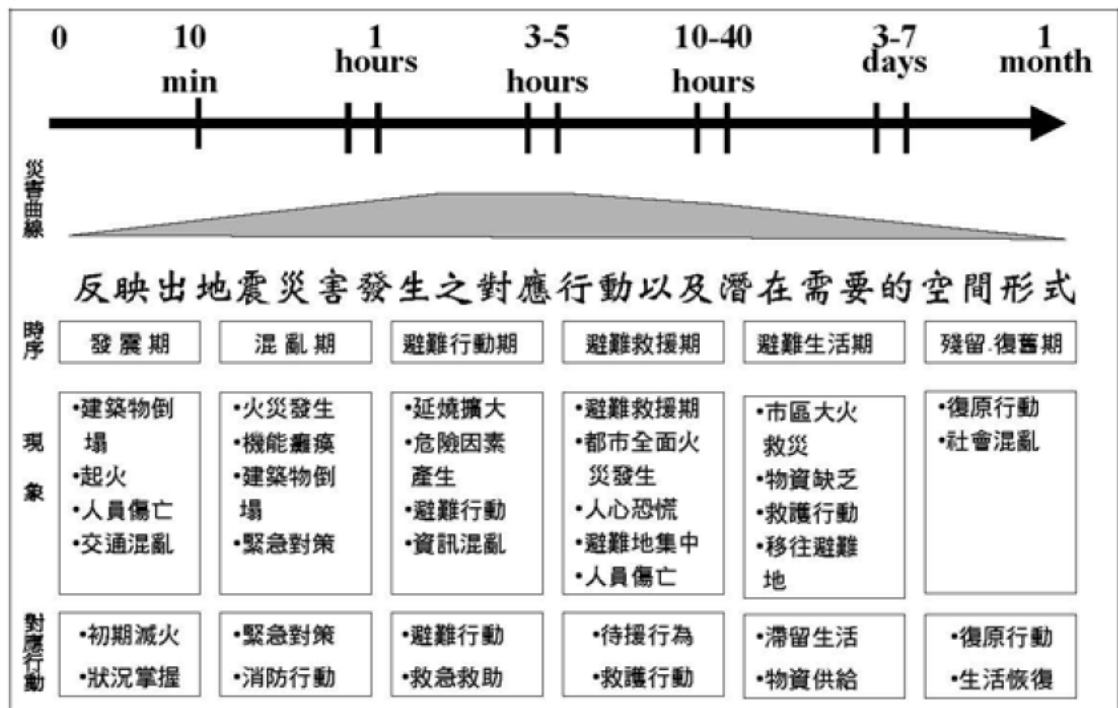 0 10 1 3-5 10-40 3-7 1
min hours hours hours days month
災害曲線
反映出地震災害發生之對應行動以及潛在需要的空間形式
時序
發震期
混亂期
避難行動期
避難救援期
避難生活期
殘留.復舊期
現象
•建築物倒
塌
•起火
•人員傷亡
•交通混亂
•火災發生
•機能癱瘓
•建築物倒
塌
•緊急對策
•延燒擴大
•危險因素
產生
•避難行動
•資訊混亂
•避難救援期
•都市全面火
災發生
•人心恐慌
•避難地集中
•人員傷亡
•市區大火
救災
•物資缺乏
•救護行動
•移往避難
地
•復原行動
•社會混亂
對應行動
•初期滅火
•狀況掌握
•緊急對策
•消防行動
•避難行動
•救急救助
•待援行為
•救護行動
•滯留生活
•物資供給
•復原行動
•生活恢復